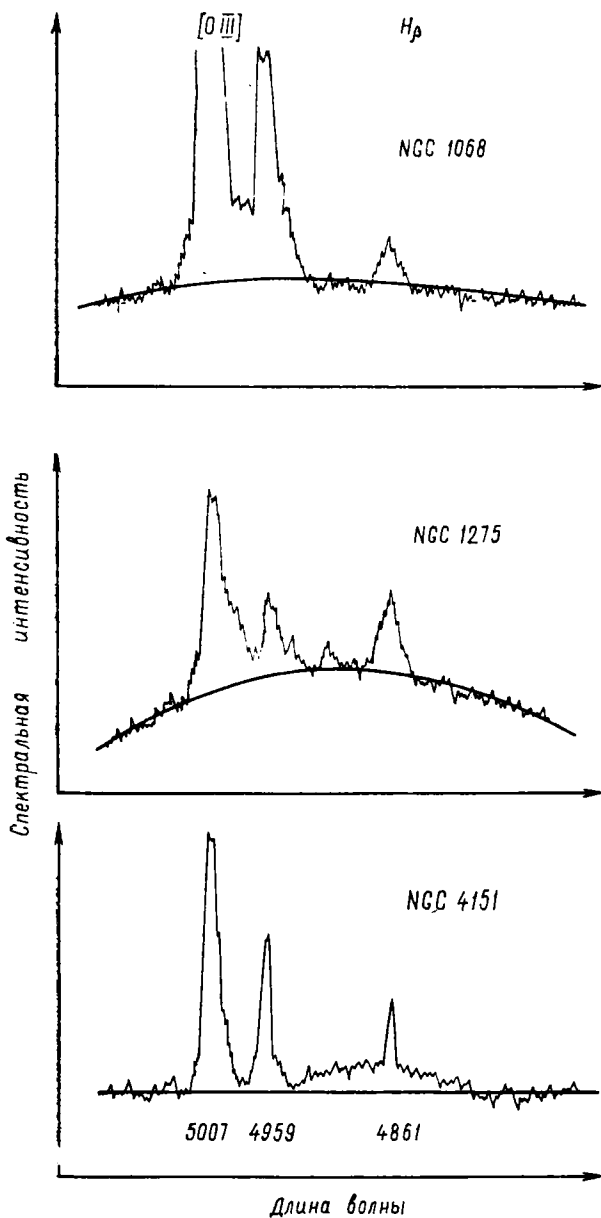 [O III] Hβ
NGC 1068
NGC 1275
NGC 4151
5007 4959 4861
Длина волны
Спектральная интенсивность